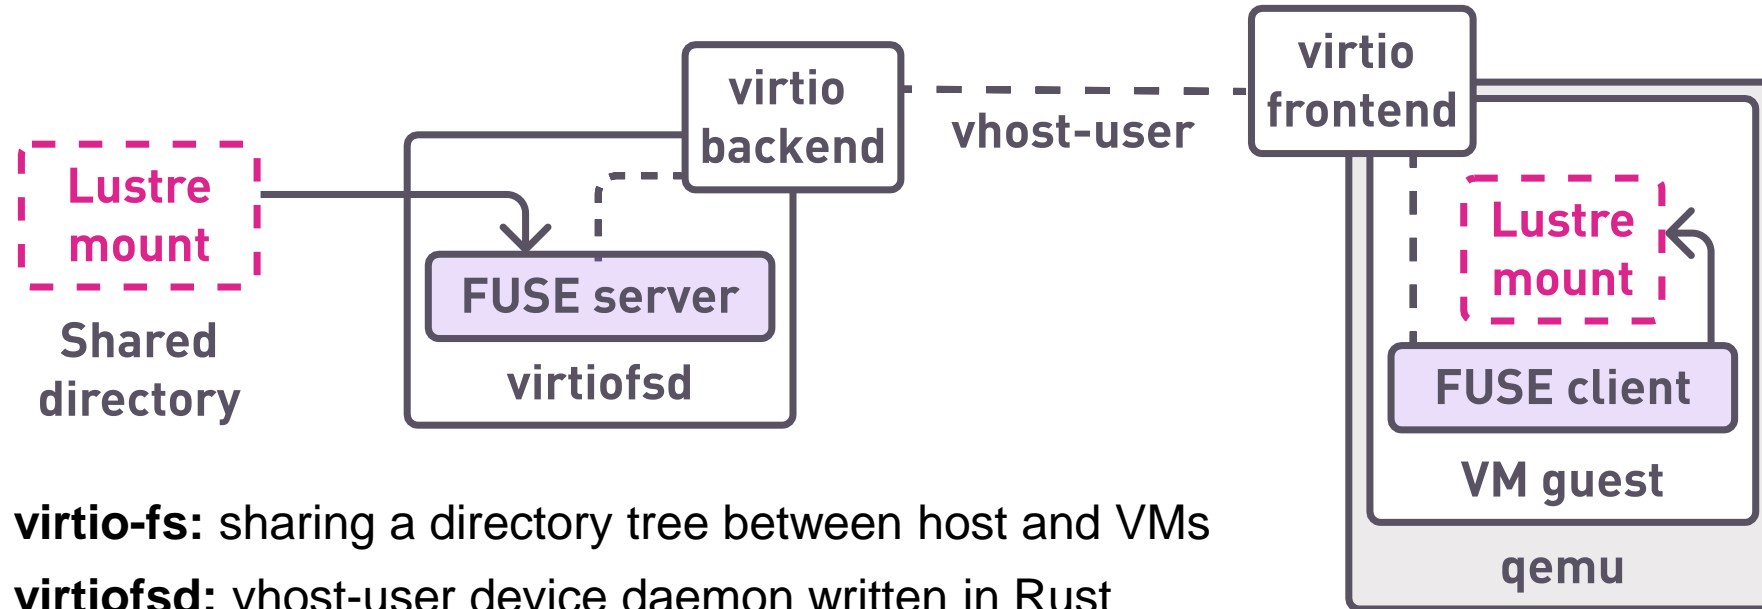 Lustre
mount
Shared
directory
virtio
backend
FUSE server
virtiofsd
vhost-user
virtio
frontend
Lustre
mount
FUSE client
VM guest
qemu
virtio-fs: sharing a directory tree between host and VMs
virtiofsd: vhost-user device daemon written in Rust